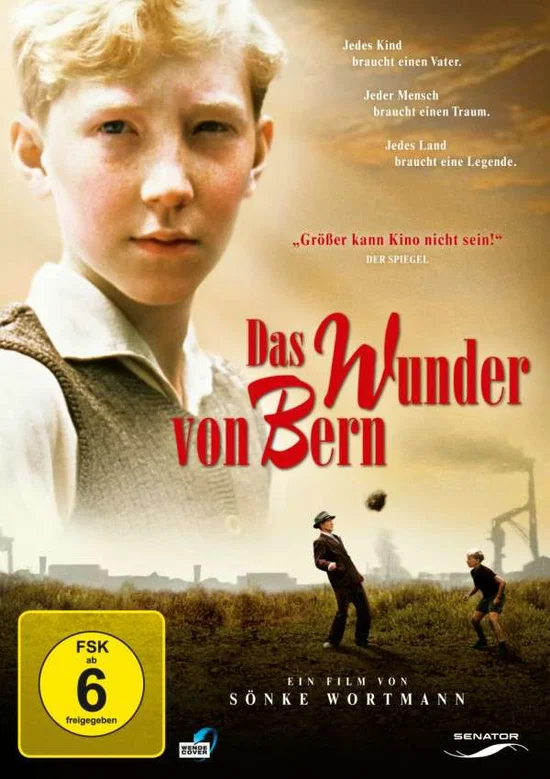 Jedes Kind
braucht einen Vater.
Jeder Mensch
braucht einen Traum.
Jedes Land
braucht eine Legende.
„Größer kann Kino nicht sein!“
DER SPIEGEL
Das Wunder
von Bern
FSK
ab
6
freigegeben
EIN FILM VON
SÖNKE WORTMANN
WENDE
COVER
SENATOR